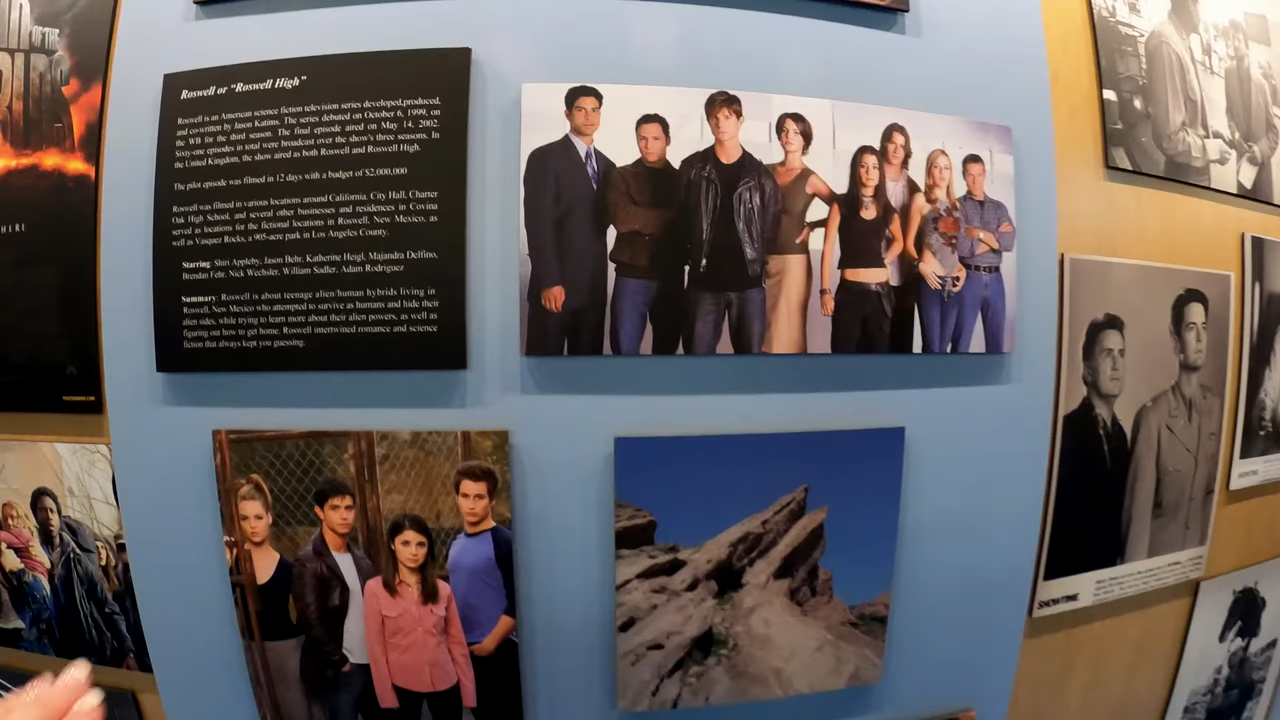 OF THE
HERE
Roswell or "Roswell High"
Roswell is an American science fiction television series developed,produced,
and co-written by Jason Katims. The series debuted on October 6, 1999, on
the WB for the third season. The final episode aired on May 14, 2002.
Sixty-one episodes in total were broadcast over the show's three seasons. In
the United Kingdom, the show aired as both Roswell and Roswell High.
The pilot episode was filmed in 12 days with a budget of $2,000,000
Roswell was filmed in various locations around California. City Hall, Charter
Oak High School, and several other businesses and residences in Covina
served as locations for the fictional locations in Roswell, New Mexico, as
well as Vasquez Rocks, a 905-acre park in Los Angeles County.
Starring: Shiri Appleby, Jason Behr, Katherine Heigl, Majandra Delfino,
Brendan Fehr, Nick Wechsler, William Sadler, Adam Rodriguez
Summary: Roswell is about teenage alien/human hybrids living in
Roswell, New Mexico who attempted to survive as humans and hide their
alien sides, while trying to learn more about their alien powers, as well as
figuring out how to get home. Roswell intertwined romance and science
fiction that always kept you guessing.
SHOWTIME